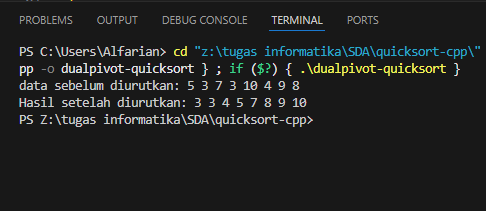 PROBLEMS OUTPUT DEBUG CONSOLE TERMINAL PORTS
PS C:\Users\Alfarian> cd "z:\tugas informatika\SDA\quicksort-cpp\"
pp -o dualpivot-quicksort } ; if ($?) { .\dualpivot-quicksort }
data sebelum diurutkan: 5 3 7 3 10 4 9 8
Hasil setelah diurutkan: 3 3 4 5 7 8 9 10
PS Z:\tugas informatika\SDA\quicksort-cpp>